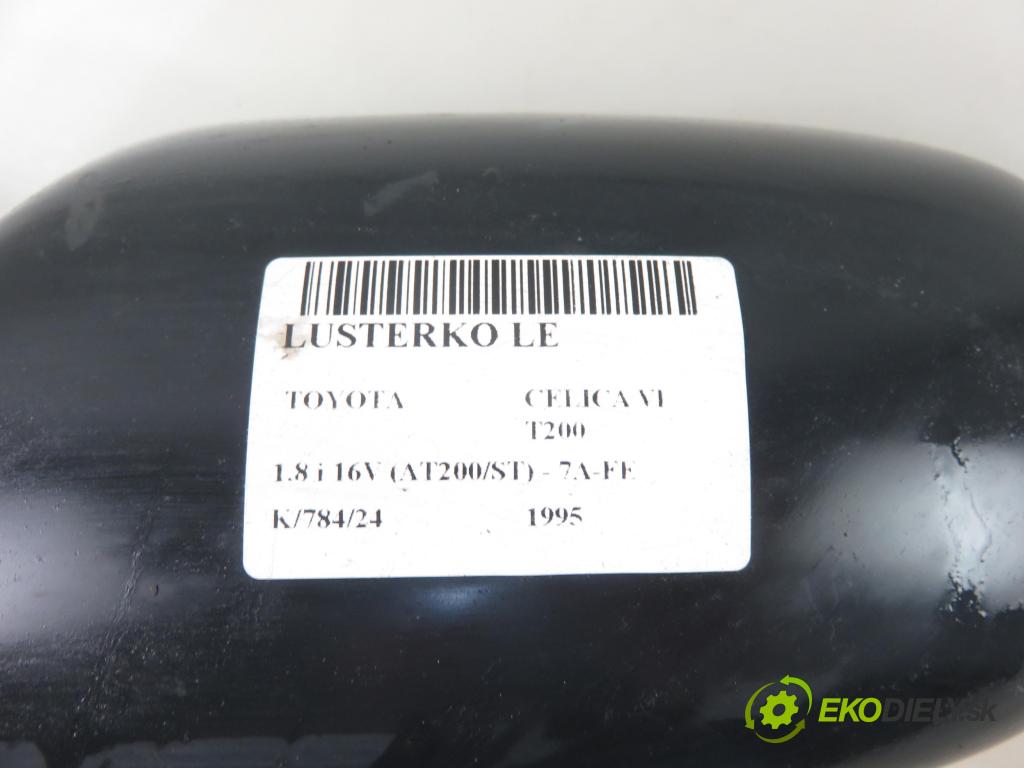 LUSTERKO LE
TOYOTA CELICA VI
T200
1.8 i 16V (AT200/ST) - 7A-FE
K/784/24 1995
EKODIELY.sk